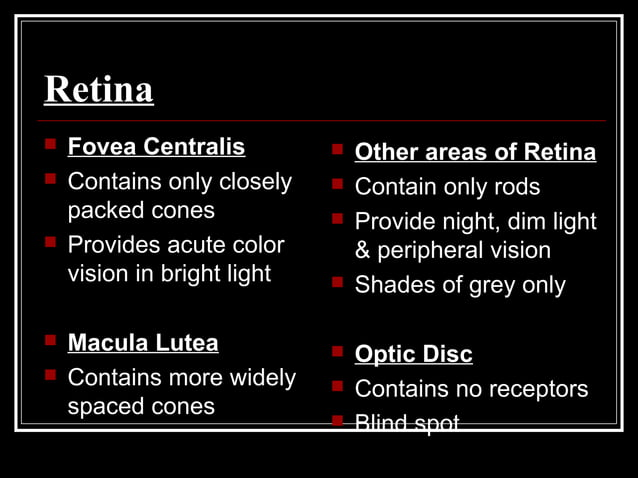 Retina
Fovea Centralis
Contains only closely
packed cones
Provides acute color
vision in bright light
Macula Lutea
Contains more widely
spaced cones
Other areas of Retina
Contain only rods
Provide night, dim light
& peripheral vision
Shades of grey only
Optic Disc
Contains no receptors
Blind spot